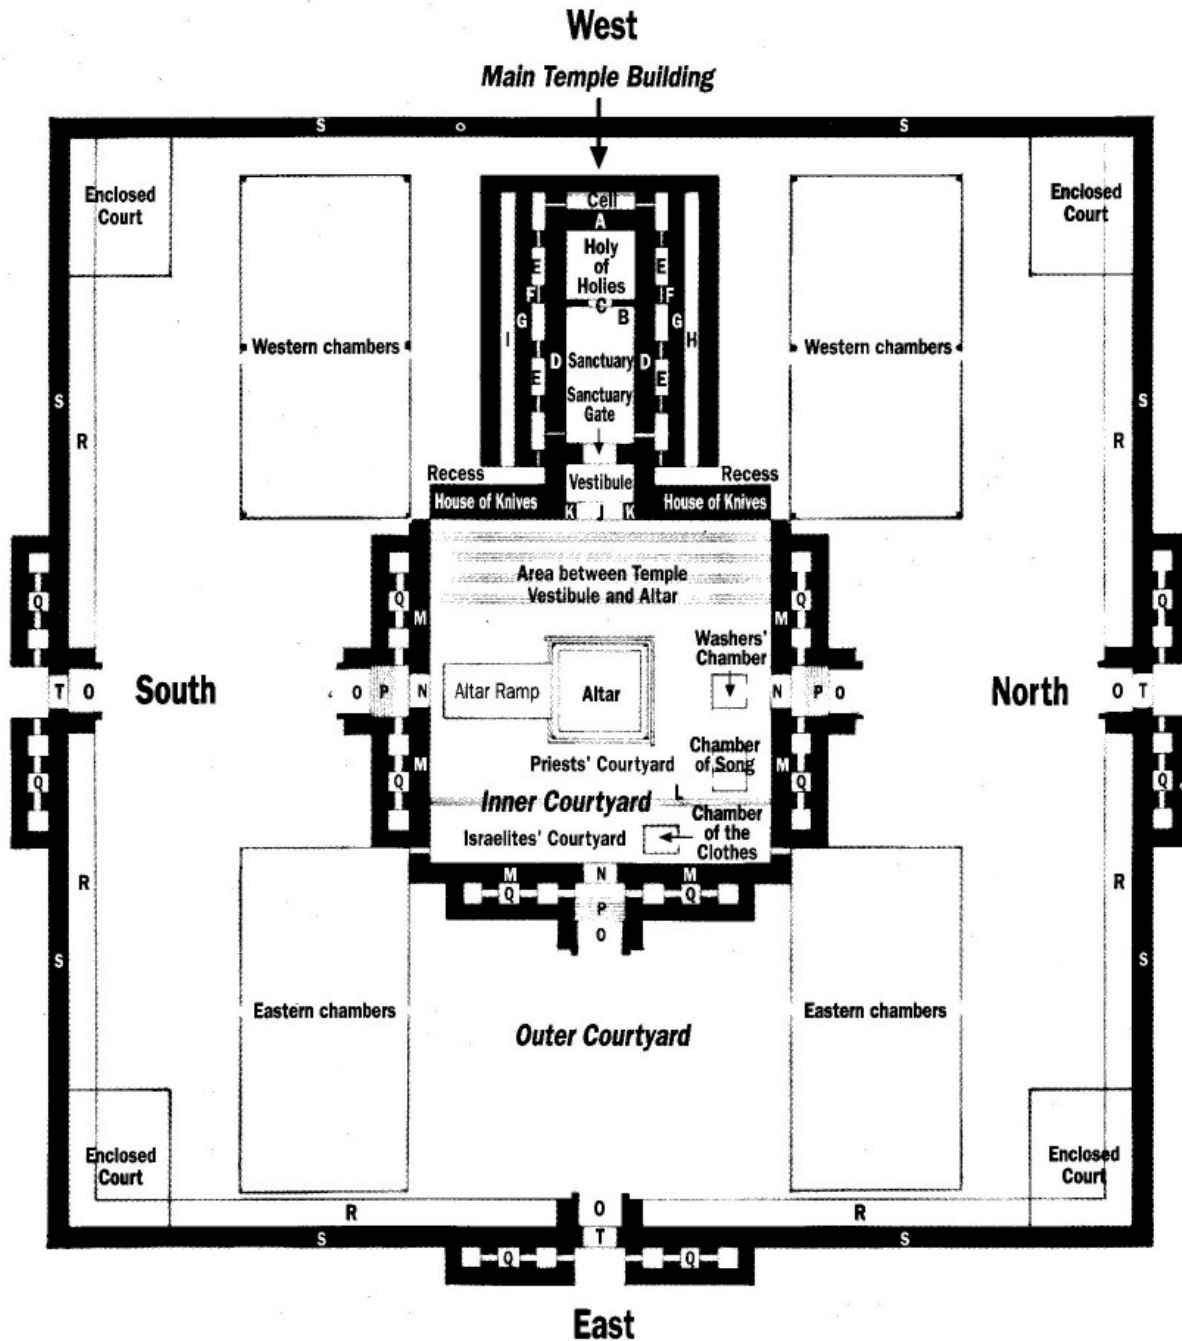 West
Main Temple Building
S
S
Enclosed
Court
Enclosed
Court
Cell
A
Holy
of
Holies
E
E
F
F
C
B
G
G
I
H
Western chambers
Western chambers
D
Sanctuary
D
E
E
Sanctuary
Gate
S
S
R
R
Recess
Vestibule
Recess
House of Knives
House of Knives
K
J
K
Area between Temple
Vestibule and Altar
Q
Q
Q
Q
M
M
Washers'
Chamber
T
O
South
O
P
N
Altar Ramp
Altar
N
P
O
North
O
T
Priests' Courtyard
Chamber
of Song
Q
Q
M
M
Q
Q
Inner Courtyard
L
Israelites' Courtyard
Chamber
of the
Clothes
R
R
M
N
M
Q
P
Q
O
S
S
Eastern chambers
Outer Courtyard
Eastern chambers
Enclosed
Court
Enclosed
Court
R
O
R
S
T
S
Q
Q
East